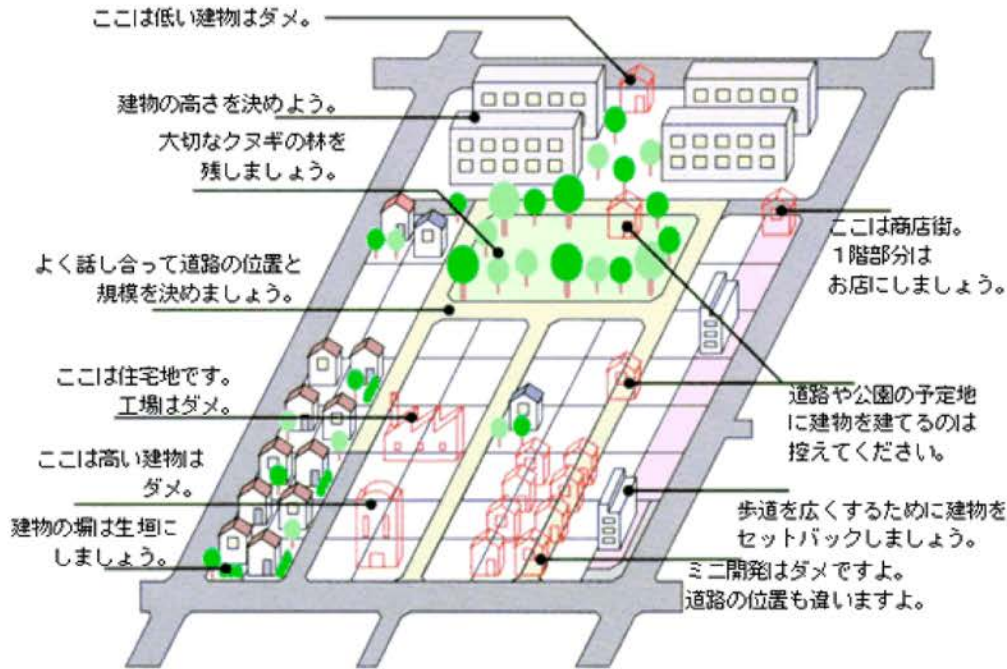 ここは低い建物はダメ。
建物の高さを決めよう。
大切なクヌギの林を
残しましょう。
よく話し合って道路の位置と
規模を決めましょう。
ここは住宅地です。
工場はダメ。
ここは高い建物は
ダメ。
建物の塀は生垣に
しましょう。
ここは商店街。
1階部分は
お店にしましょう。
道路や公園の予定地
に建物を建てるのは
控えてください。
歩道を広くするために建物を
セットバックしましょう。
ミニ開発はダメですよ。
道路の位置も違いますよ。